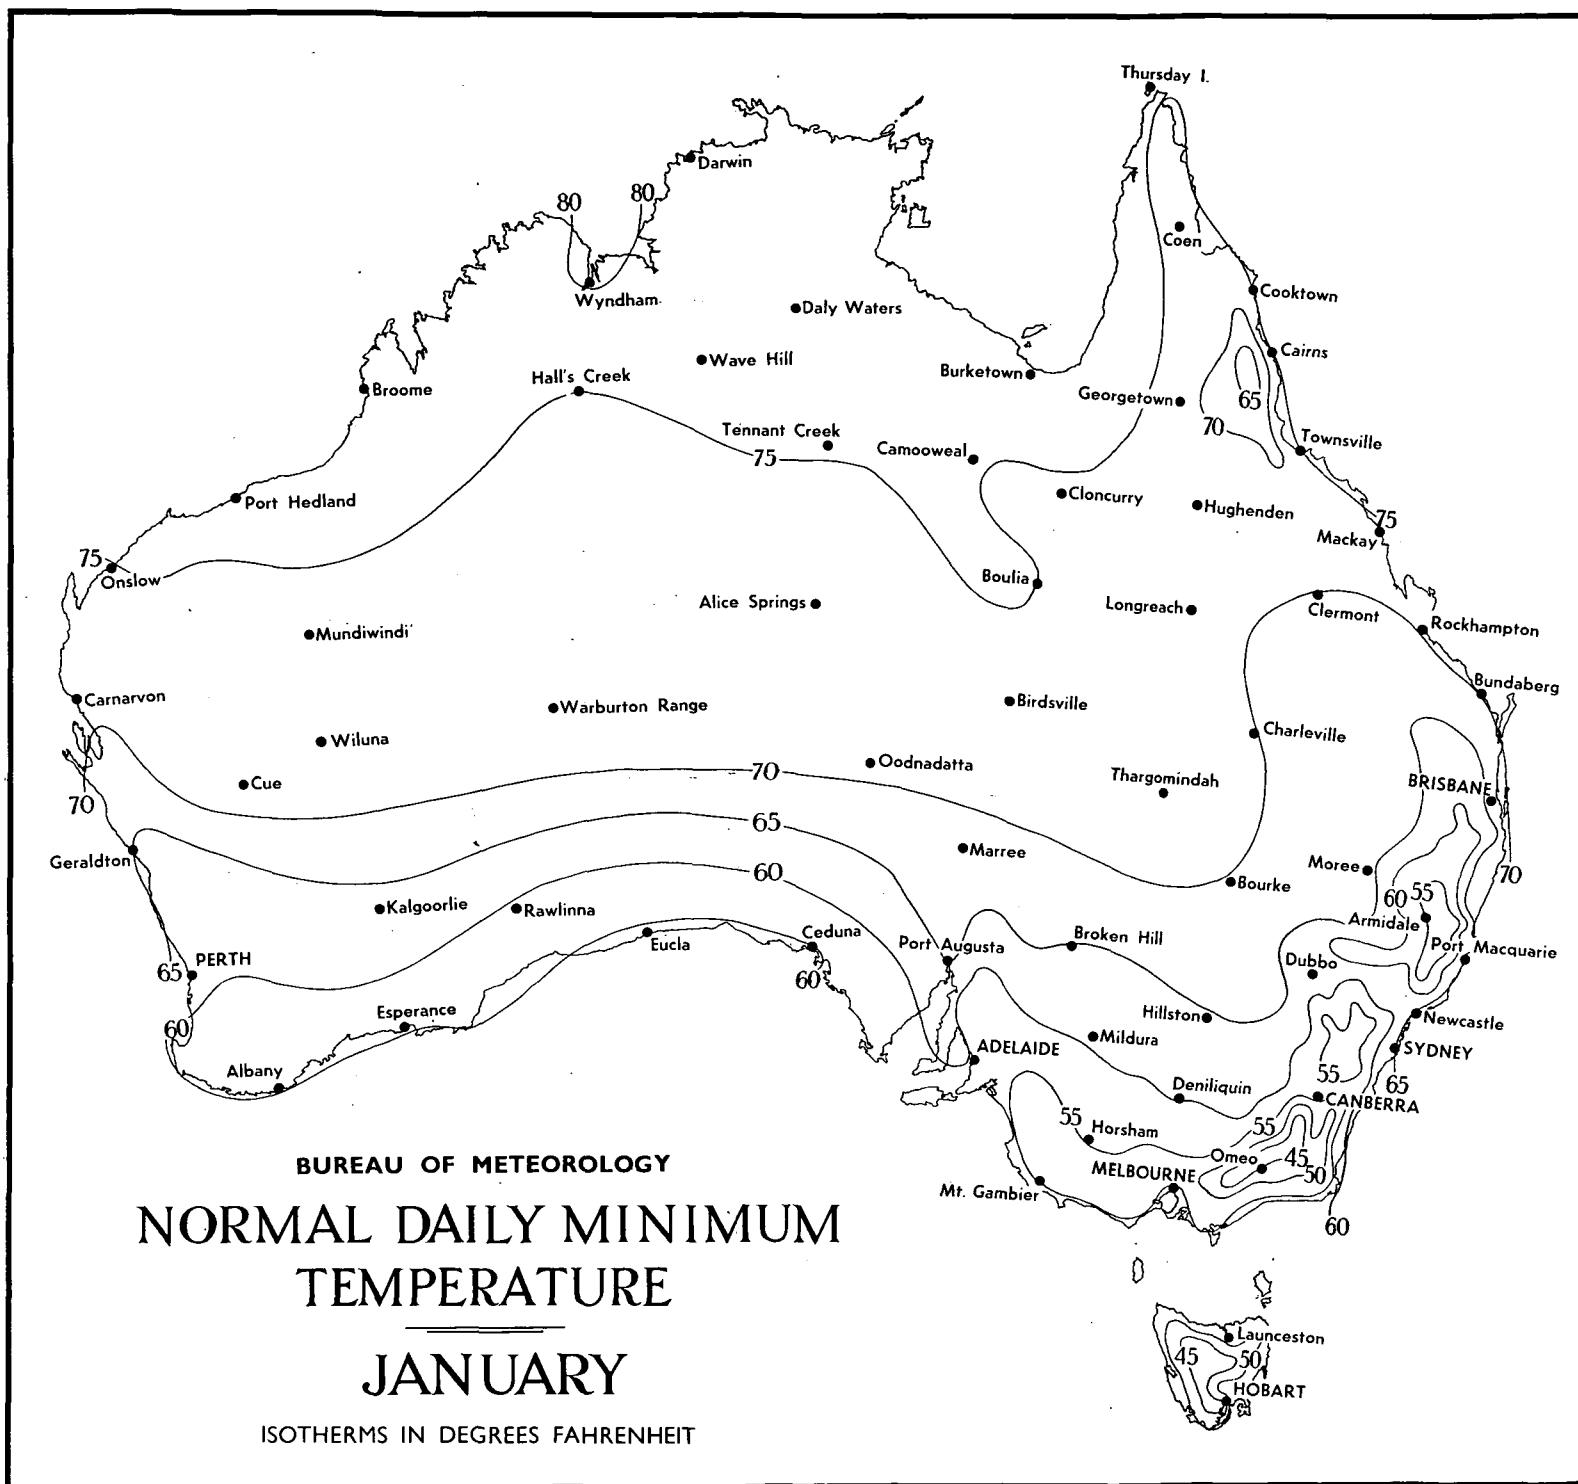 Thursday I.
Darwin
80
80
Coen
Wyndham
Cooktown
Daly Waters
Cairns
Wave Hill
Burketown
Hall's Creek
Broome
Georgetown
65
70
Tennant Creek
75
Camooweal
Townsville
Cloncurry
Port Hedland
Hughenden
75
Mackay
75
Onslow
Boulia
Alice Springs
Longreach
Clermont
Rockhampton
Mundiwindi
Carnarvon
Bundaberg
Warburton Range
Birdsville
Wiluna
Charleville
Oodnadatta
70
Thargomindah
Cue
BRISBANE
70
65
Geraldton
Marree
Moree
60
Bourke
70
Kalgoorlie
Rawlinna
60
55
Armidale
Eucla
Ceduna
Port Augusta
Broken Hill
Port Macquarie
PERTH
65
Dubbo
60
Esperance
Hillston
Newcastle
60
Mildura
ADELAIDE
SYDNEY
Albany
Deniliquin
55
65
CANBERRA
55
Horsham
55
Omeo
45
50
MELBOURNE
Mt. Gambier
60
Launceston
45
50
HOBART
BUREAU OF METEOROLOGY
NORMAL DAILY MINIMUM
TEMPERATURE
JANUARY
ISOTHERMS IN DEGREES FAHRENHEIT